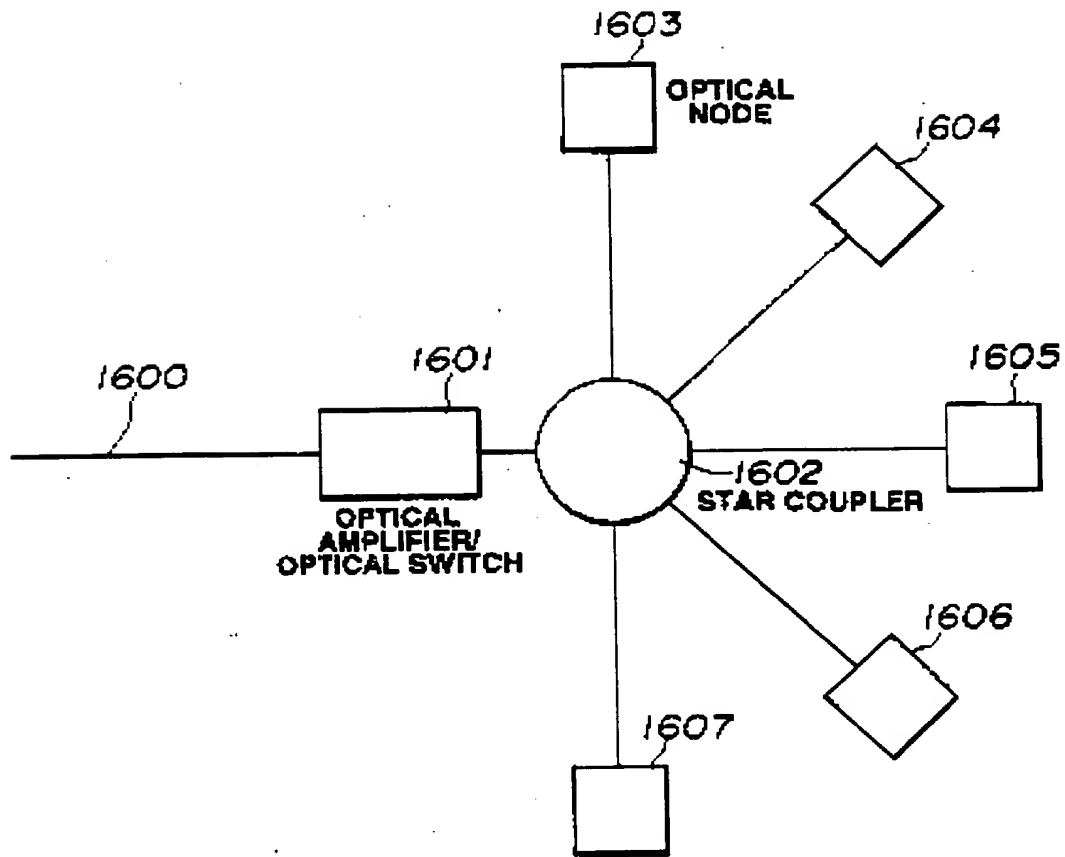 1603
OPTICAL
NODE
1604
1605
1600
1601
1602
STAR COUPLER
OPTICAL
AMPLIFIER/
OPTICAL SWITCH
1606
1607